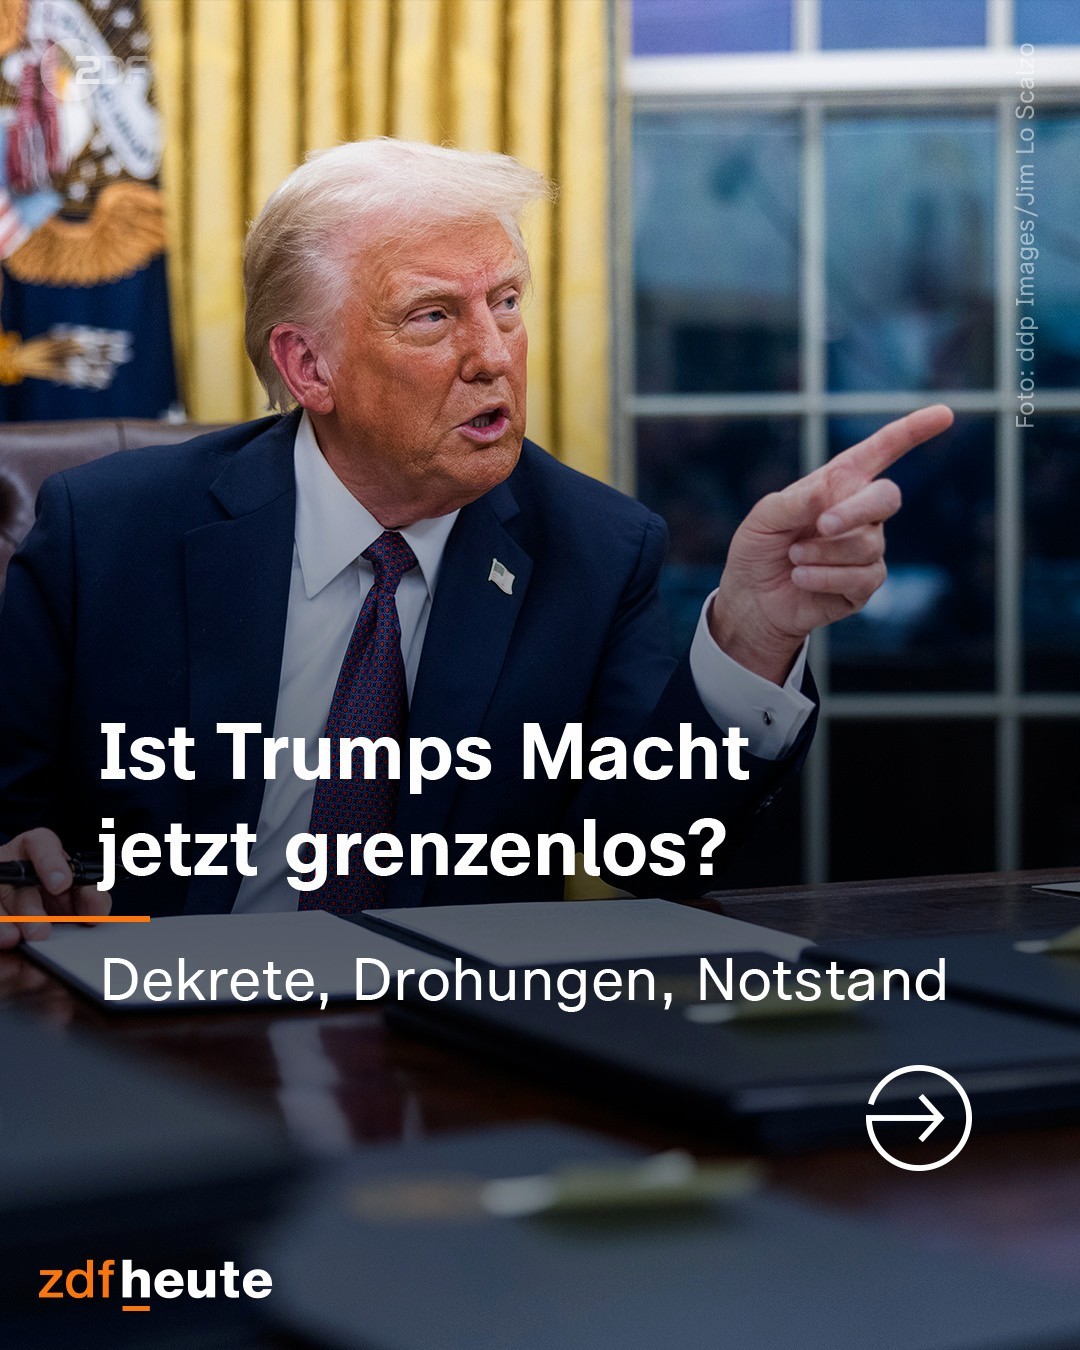 ZDF
Foto: ddp Images/Jim Lo Scalzo
Ist Trumps Macht
jetzt grenzenlos?
Dekrete, Drohungen, Notstand
zdfheute